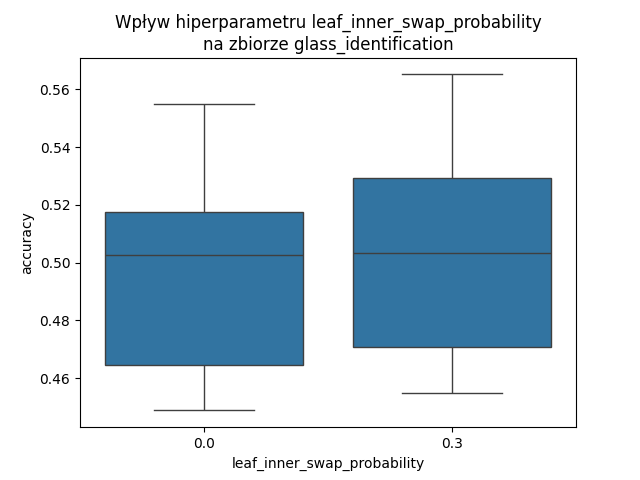 Wpływ hiperparametru leaf_inner_swap_probability
na zbiorze glass_identification
0.56
0.54
0.52
0.50
0.48
0.46
accuracy
0.0
0.3
leaf_inner_swap_probability